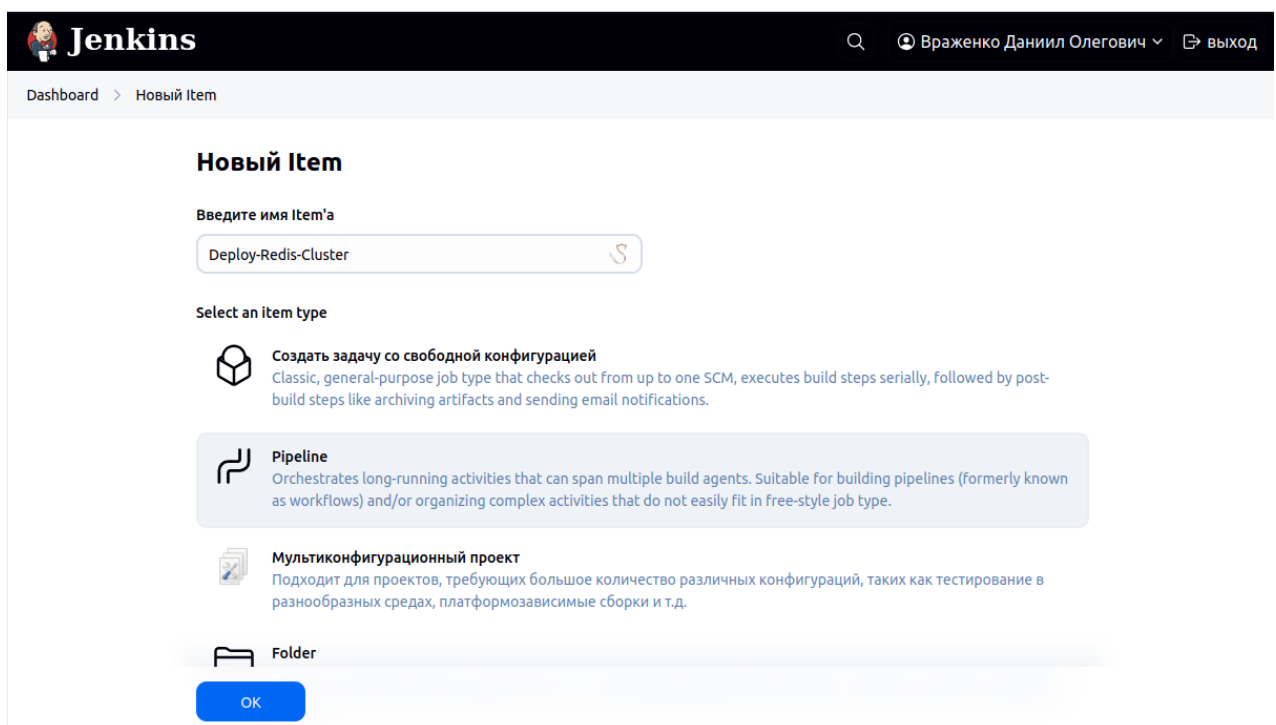 Jenkins
Враженко Даниил Олегович
выход
Dashboard > Новый Item
Новый Item
Введите имя Item'а
Deploy-Redis-Cluster
Select an item type
Создать задачу со свободной конфигурацией
Classic, general-purpose job type that checks out from up to one SCM, executes build steps serially, followed by post-
build steps like archiving artifacts and sending email notifications.
Pipeline
Orchestrates long-running activities that can span multiple build agents. Suitable for building pipelines (formerly known
as workflows) and/or organizing complex activities that do not easily fit in free-style job type.
Мультиконфигурационный проект
Подходит для проектов, требующих большое количество различных конфигураций, таких как тестирование в
разнообразных средах, платформозависимые сборки и т.д.
Folder
OK